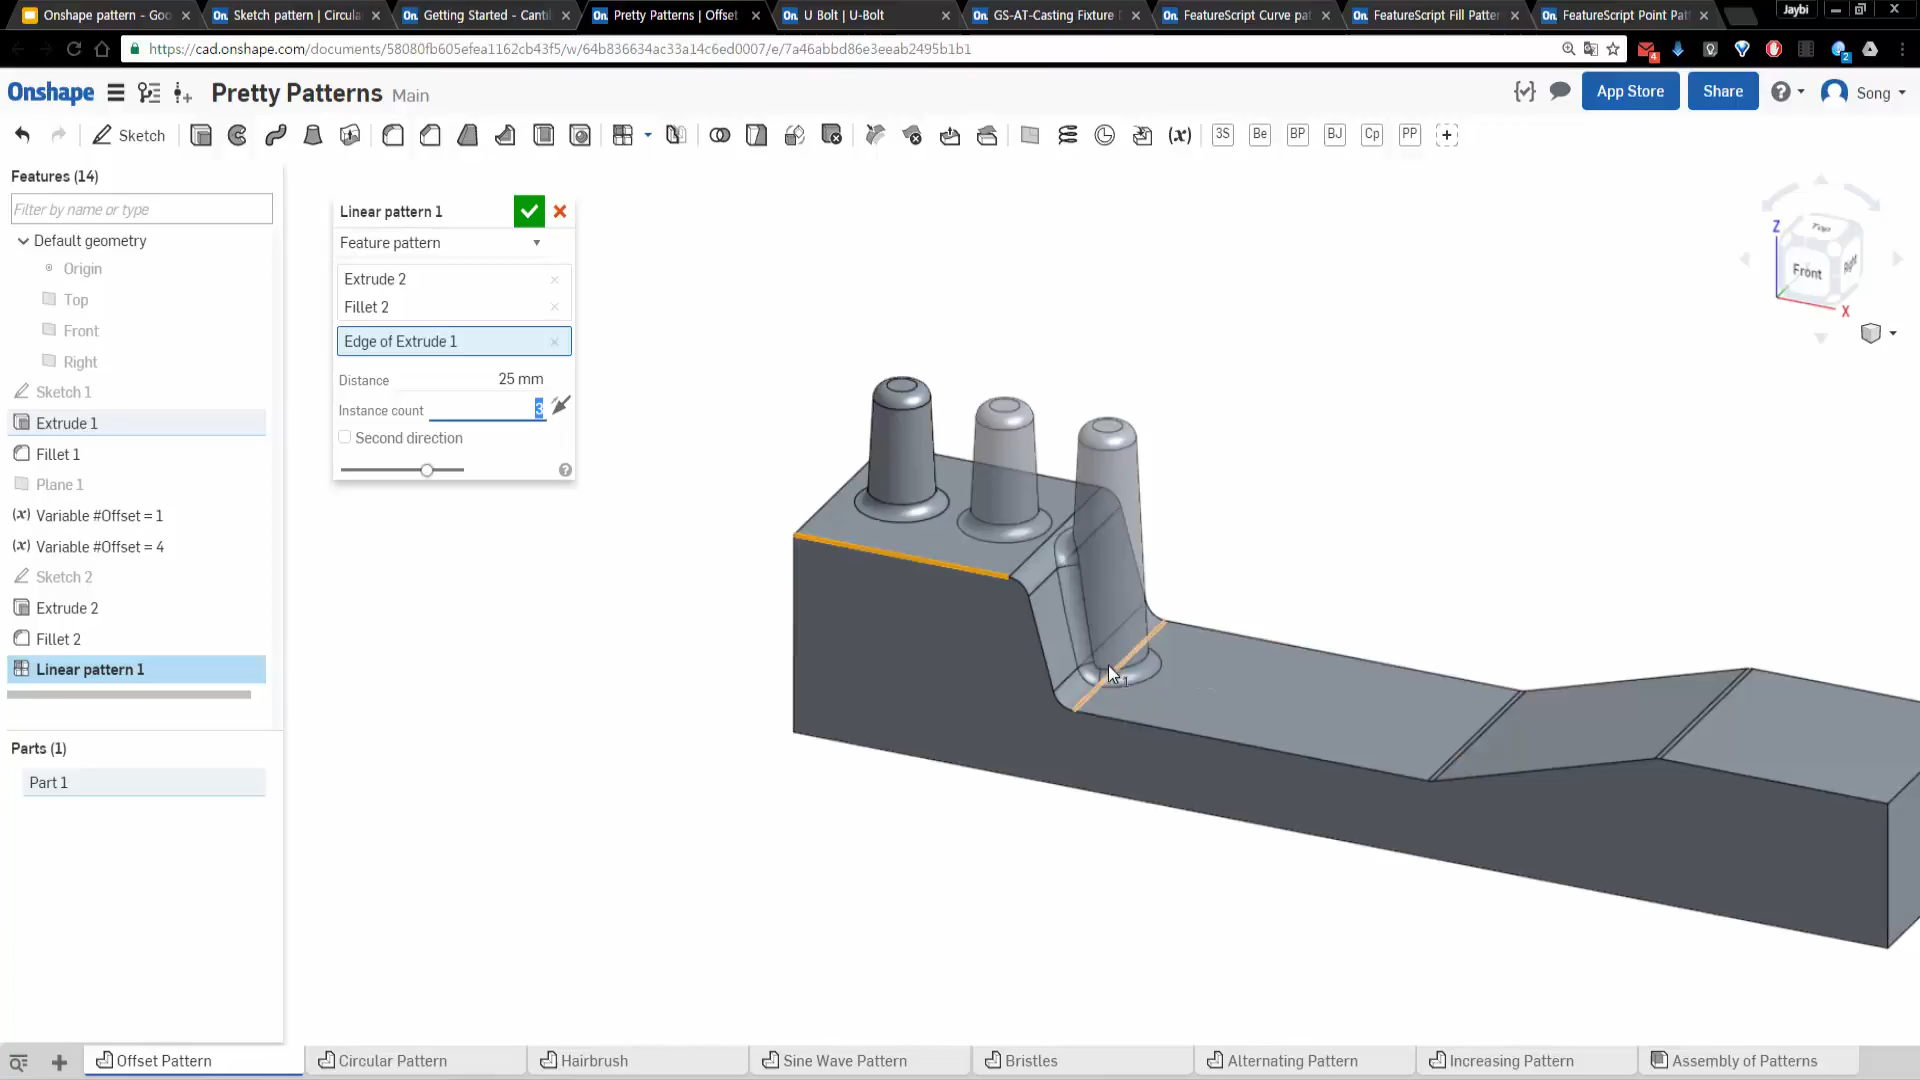 Onshape pattern - Goo
Sketch pattern | Circula
Getting Started - Canti
Pretty Patterns | Offset
U Bolt | U-Bolt
GS-AT-Casting Fixture
FeatureScript Curve pat
FeatureScript Fill Patter
FeatureScript Point Pat
Jaybi
https://cad.onshape.com/documents/58080fb605efea1162cb43f5/w/64b836634ac33a14c6ed0007/e/7a46abbd86e3eeab2495b1b1
4
2
Onshape
Pretty Patterns Main
App Store
Share
Song
Sketch
(x)
3S
Be
BP
BJ
Cp
PP
Features (14)
Filter by name or type
Default geometry
Origin
Top
Front
Right
Sketch 1
Extrude 1
Fillet 1
Plane 1
(x) Variable #Offset = 1
(x) Variable #Offset = 4
Sketch 2
Extrude 2
Fillet 2
Linear pattern 1
Parts (1)
Part 1
Linear pattern 1
Feature pattern
Extrude 2
Fillet 2
Edge of Extrude 1
Distance 25 mm
Instance count 3
Second direction
Z
Top
Front
Right
X
1
Offset Pattern
Circular Pattern
Hairbrush
Sine Wave Pattern
Bristles
Alternating Pattern
Increasing Pattern
Assembly of Patterns